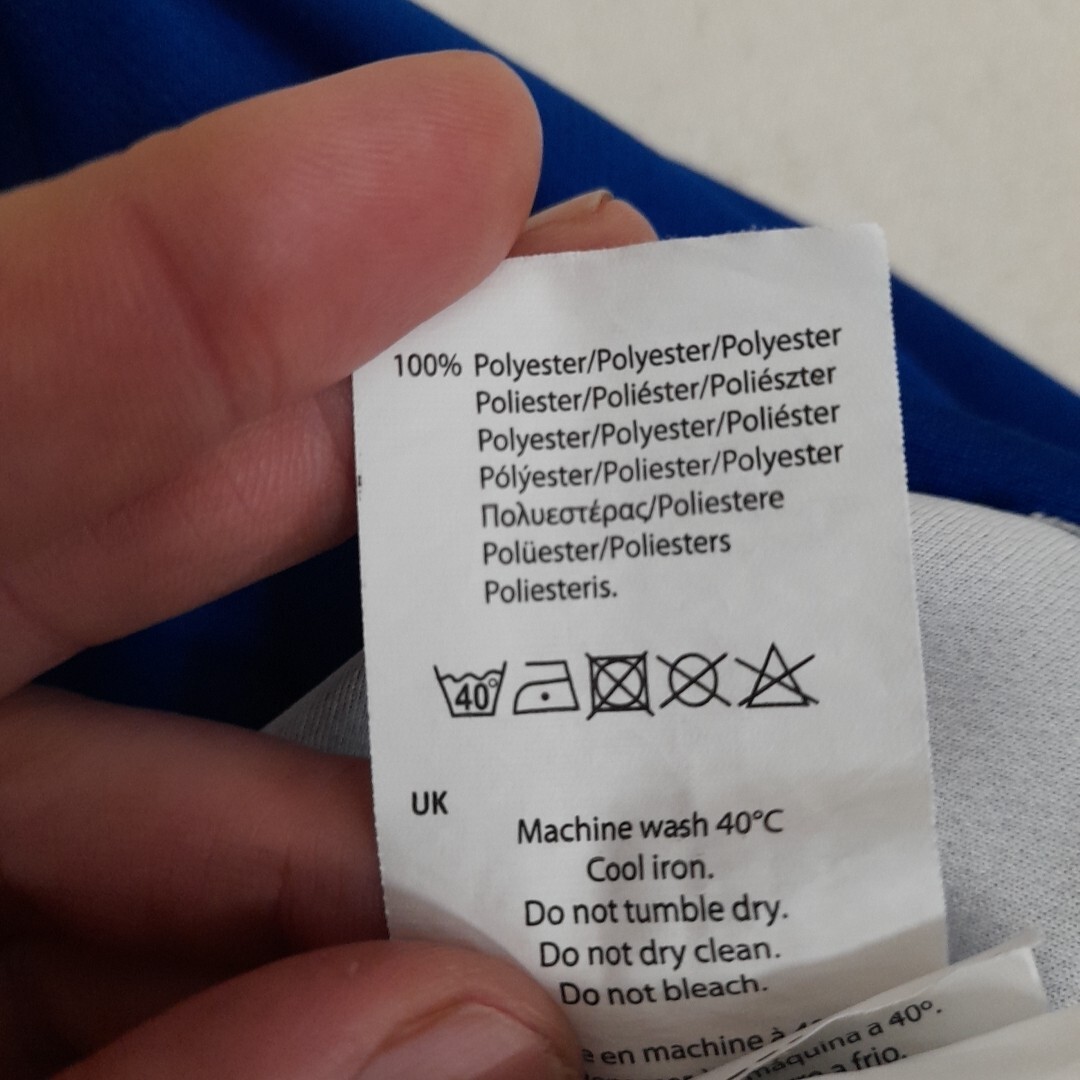 100% Polyester/Polyester/Polyester
Poliester/Poliéster/Poliészter
Polyester/Polyester/Poliéster
Pólýester/Poliester/Polyester
Πολυεστέρας/Poliestere
Polüester/Poliesters
Poliesteris.
40°
UK
Machine wash 40°C
Cool iron.
Do not tumble dry.
Do not dry clean.
Do not bleach.
en machine à
máquina a 40º.
a frio.